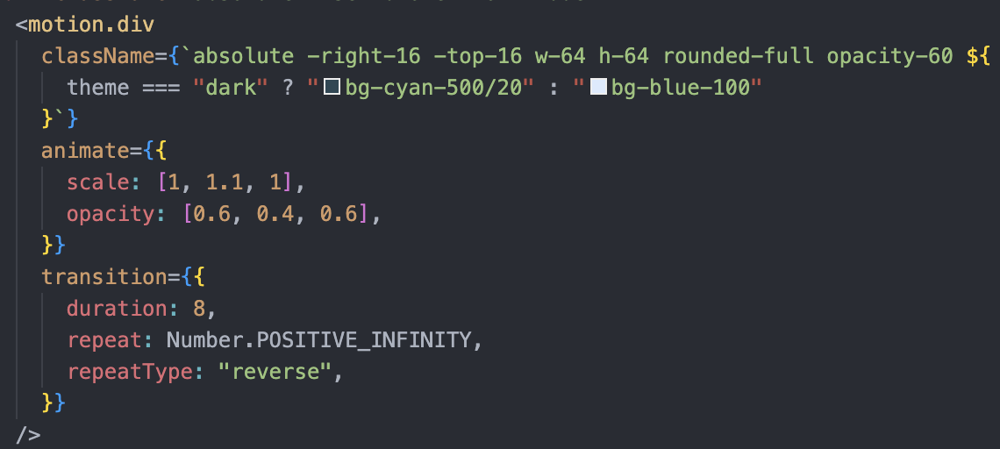 <motion.div
className={`absolute -right-16 -top-16 w-64 h-64 rounded-full opacity-60 ${
theme === "dark" ? "bg-cyan-500/20" : "bg-blue-100"
}`}
animate={{
scale: [1, 1.1, 1],
opacity: [0.6, 0.4, 0.6],
}}
transition={{
duration: 8,
repeat: Number.POSITIVE_INFINITY,
repeatType: "reverse",
}}
/>